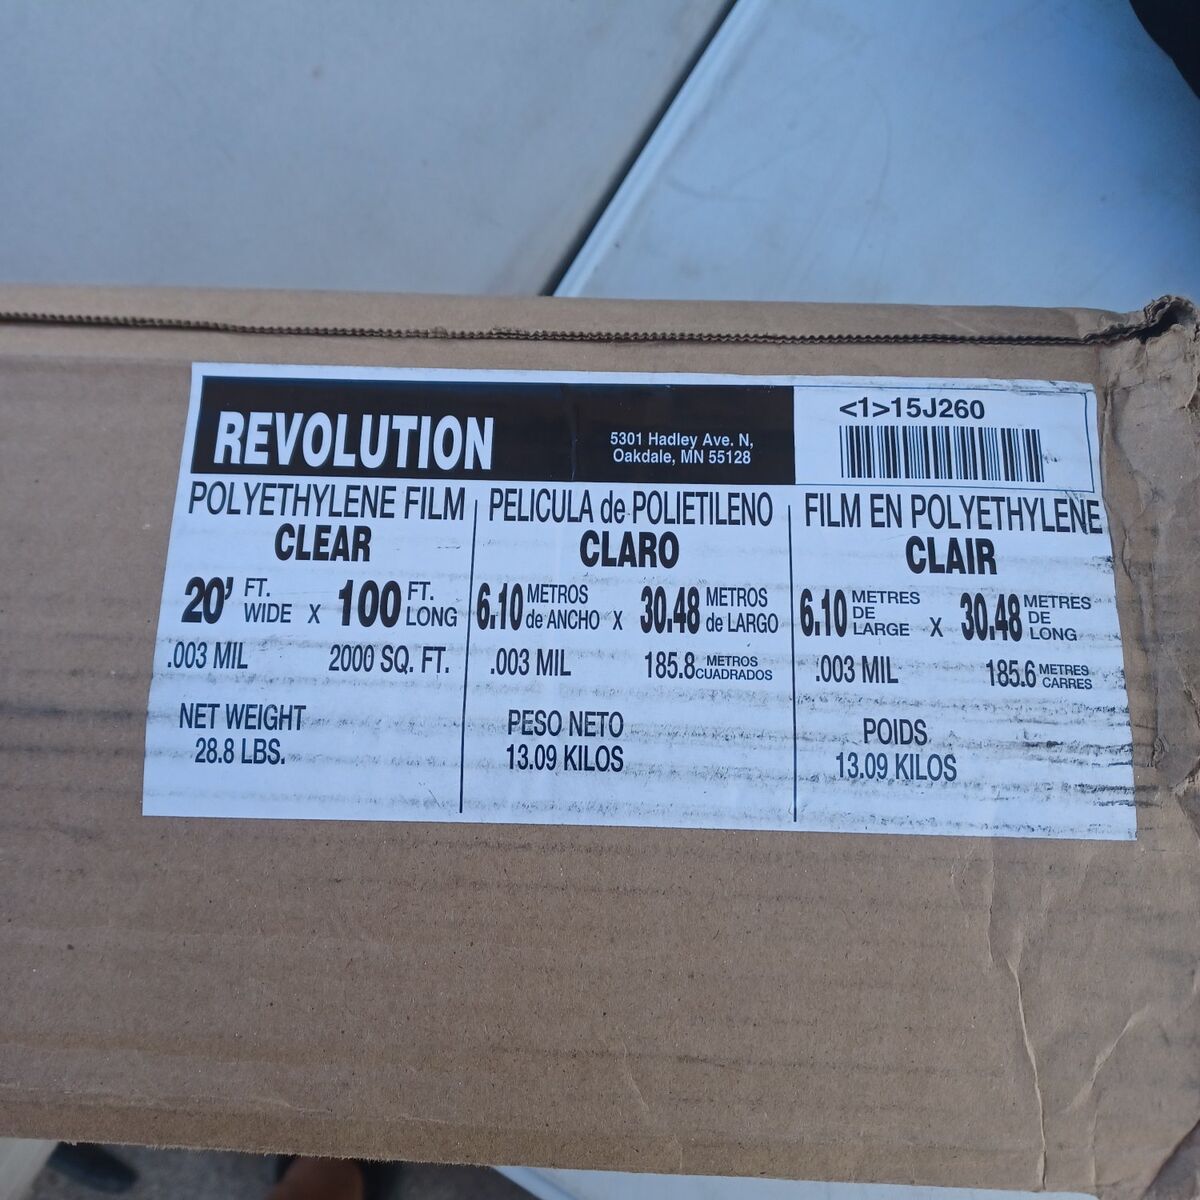 REVOLUTION
5301 Hadley Ave. N,
Oakdale, MN 55128
<1>15J260
POLYETHYLENE FILM
CLEAR
20' FT. WIDE X 100 FT. LONG
.003 MIL 2000 SQ. FT.
NET WEIGHT
28.8 LBS.
PELICULA de POLIETILENO
CLARO
6.10 METROS de ANCHO X 30.48 METROS de LARGO
.003 MIL 185.8 METROS CUADRADOS
PESO NETO
13.09 KILOS
FILM EN POLYETHYLENE
CLAIR
6.10 METRES DE LARGE X 30.48 METRES DE LONG
.003 MIL 185.6 METRES CARRES
POIDS
13.09 KILOS